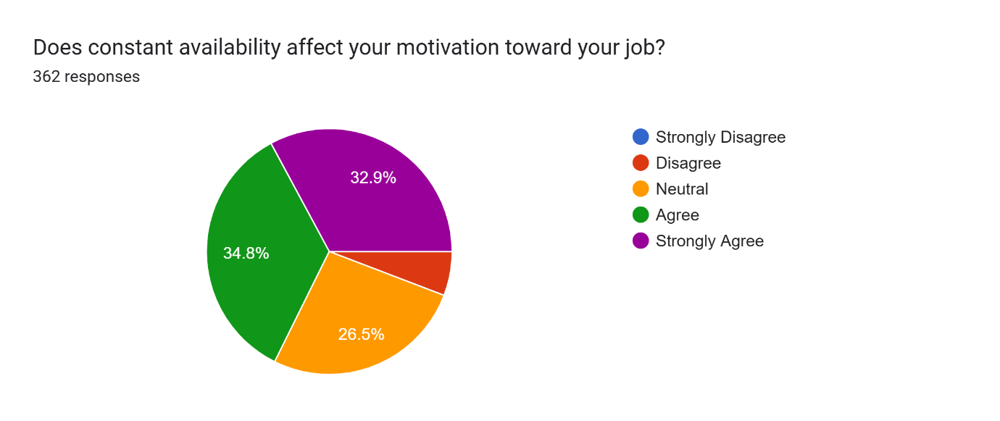 Does constant availability affect your motivation toward your job?
362 responses
32.9%
34.8%
26.5%
Strongly Disagree
Disagree
Neutral
Agree
Strongly Agree